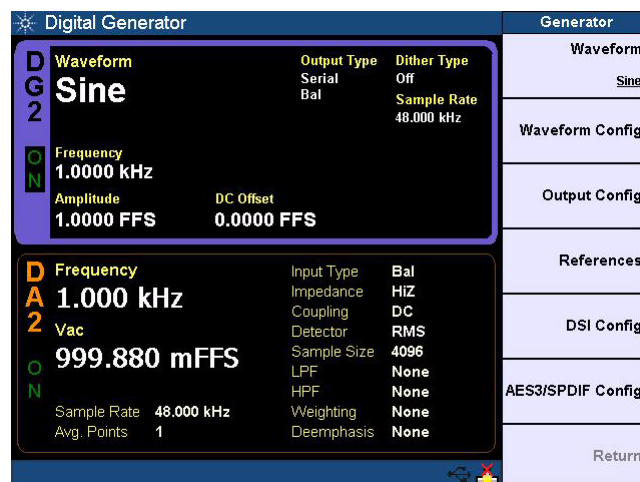 Digital Generator
DG2
ON
Waveform
Sine
Output Type
Serial
Bal
Dither Type
Off
Sample Rate
48.000 kHz
Frequency
1.0000 kHz
Amplitude
1.0000 FFS
DC Offset
0.0000 FFS
DA2
ON
Frequency
1.000 kHz
Vac
999.880 mFFS
Sample Rate 48.000 kHz
Avg. Points 1
Input Type Bal
Impedance HiZ
Coupling DC
Detector RMS
Sample Size 4096
LPF None
HPF None
Weighting None
Deemphasis None
Generator
Waveform
Sine
Waveform Config
Output Config
References
DSI Config
AES3/SPDIF Config
Return